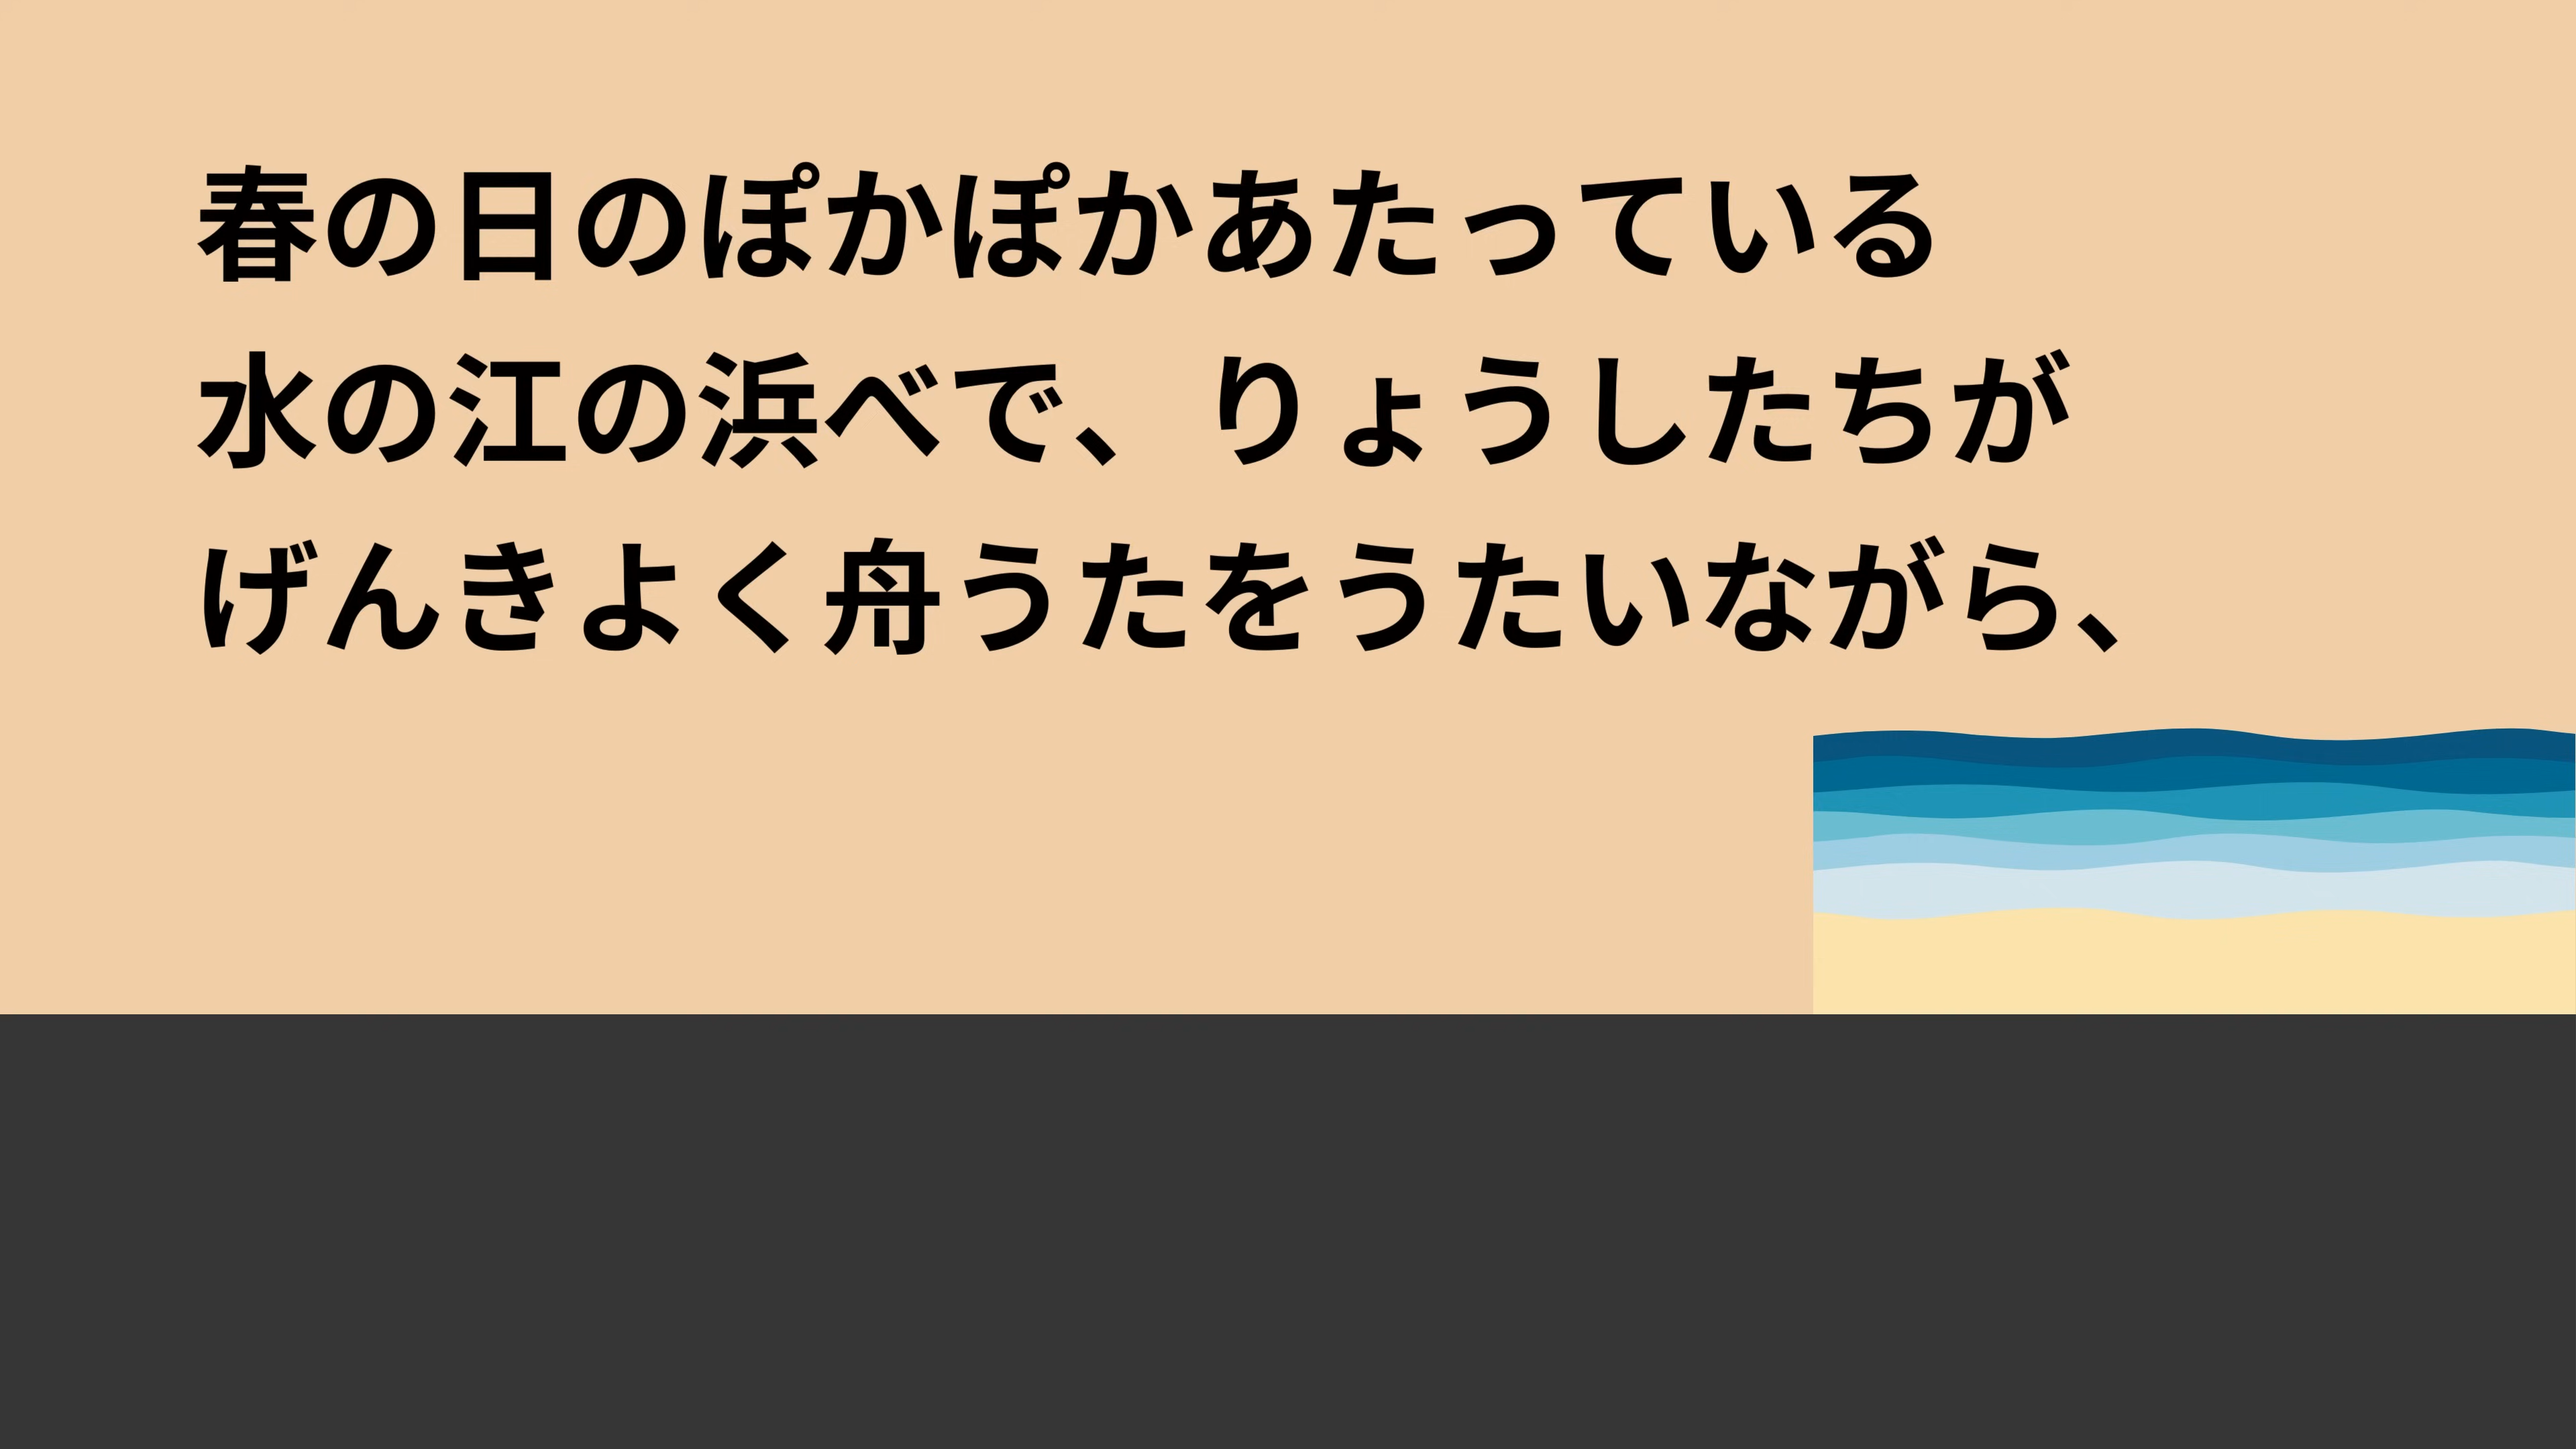 春の日のぽかぽかあたっている
水の江の浜べで、りょうしたちが
げんきよく舟うたをうたいながら、